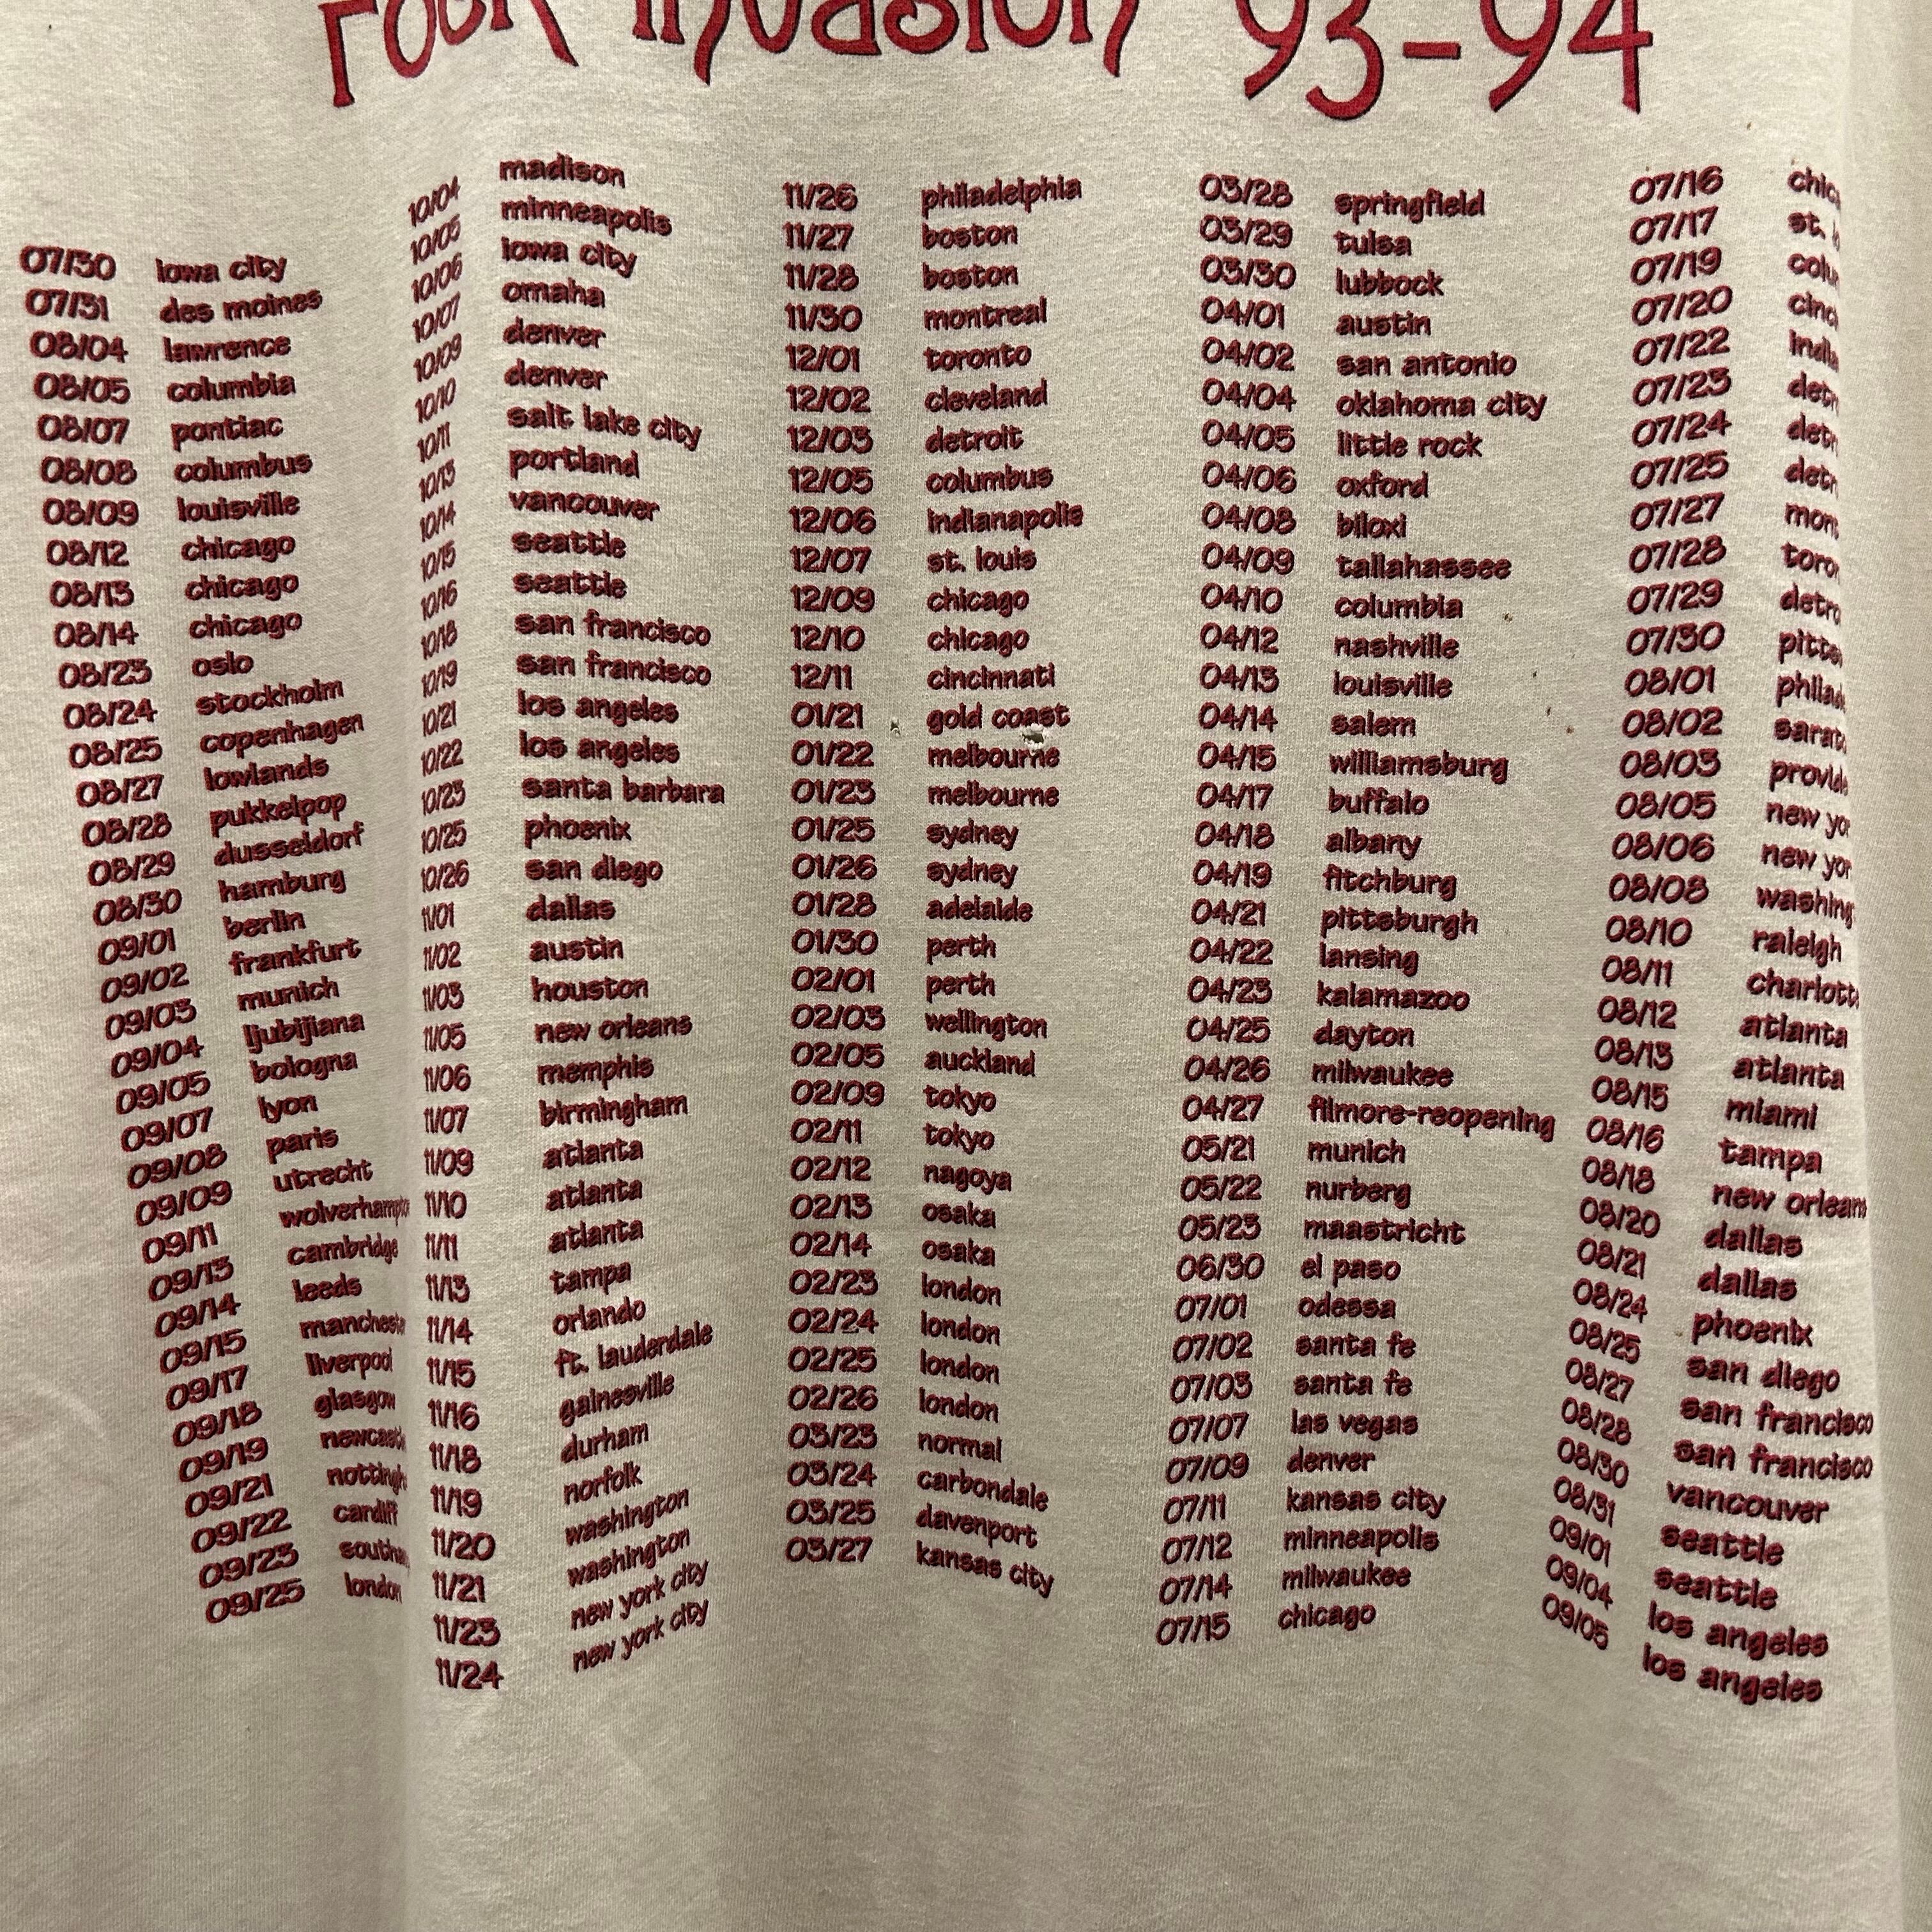 rock invasion 93-94
07/30 iowa city
07/31 des moines
08/04 lawrence
08/05 columbia
08/07 pontiac
08/08 columbus
08/09 louisville
08/12 chicago
08/13 chicago
08/14 chicago
08/23 oslo
08/24 stockholm
08/25 copenhagen
08/27 lowlands
08/28 pukkelpop
08/29 dusseldorf
08/30 hamburg
09/01 berlin
09/02 frankfurt
09/03 munich
09/04 ljubijiana
09/05 bologna
09/07 lyon
09/08 paris
09/09 utrecht
09/11 wolverhampto
09/13 cambridge
09/14 leeds
09/15 manchest
09/17 liverpool
09/18 glasgow
09/19 newcast
09/21 notting
09/22 cardiff
09/23 southa
09/25 london
10/04 madison
10/05 minneapolis
10/06 iowa city
10/07 omaha
10/09 denver
10/10 denver
10/11 salt lake city
10/13 portland
10/14 vancouver
10/15 seattle
10/16 seattle
10/18 san francisco
10/19 san francisco
10/21 los angeles
10/22 los angeles
10/23 santa barbara
10/25 phoenix
10/26 san diego
11/01 dallas
11/02 austin
11/03 houston
11/05 new orleans
11/06 memphis
11/07 birmingham
11/09 atlanta
11/10 atlanta
11/11 atlanta
11/13 tampa
11/14 orlando
11/15 ft. lauderdale
11/16 gainesville
11/18 durham
11/19 norfolk
11/20 washington
11/21 washington
11/23 new york city
11/24 new york city
11/26 philadelphia
11/27 boston
11/28 boston
11/30 montreal
12/01 toronto
12/02 cleveland
12/03 detroit
12/05 columbus
12/06 indianapolis
12/07 st. louis
12/09 chicago
12/10 chicago
12/11 cincinnati
01/21 gold coast
01/22 melbourne
01/23 melbourne
01/25 sydney
01/26 sydney
01/28 adelaide
01/30 perth
02/01 perth
02/03 wellington
02/05 auckland
02/09 tokyo
02/11 tokyo
02/12 nagoya
02/13 osaka
02/14 osaka
02/23 london
02/24 london
02/25 london
02/26 london
03/23 normal
03/24 carbondale
03/25 davenport
03/27 kansas city
03/28 springfield
03/29 tulsa
03/30 lubbock
04/01 austin
04/02 san antonio
04/04 oklahoma city
04/05 little rock
04/06 oxford
04/08 biloxi
04/09 tallahassee
04/10 columbia
04/12 nashville
04/13 louisville
04/14 salem
04/15 williamsburg
04/17 buffalo
04/18 albany
04/19 fitchburg
04/21 pittsburgh
04/22 lansing
04/23 kalamazoo
04/25 dayton
04/26 milwaukee
04/27 filmore-reopening
05/21 munich
05/22 nurberg
05/23 maastricht
06/30 el paso
07/01 odessa
07/02 santa fe
07/03 santa fe
07/07 las vegas
07/09 denver
07/11 kansas city
07/12 minneapolis
07/14 milwaukee
07/15 chicago
07/16 chic
07/17 st.
07/19 colu
07/20 cinc
07/22 india
07/23 detr
07/24 detr
07/25 detr
07/27 mon
07/28 toro
07/29 detro
07/30 pitts
08/01 philad
08/02 sarat
08/03 provid
08/05 new yo
08/06 new yor
08/08 washing
08/10 raleigh
08/11 charlott
08/12 atlanta
08/13 atlanta
08/15 miami
08/16 tampa
08/18 new orleans
08/20 dallas
08/21 dallas
08/24 phoenix
08/25 san diego
08/27 san francisco
08/28 san francisco
08/30 vancouver
08/31 seattle
09/01 seattle
09/04 los angeles
09/05 los angeles